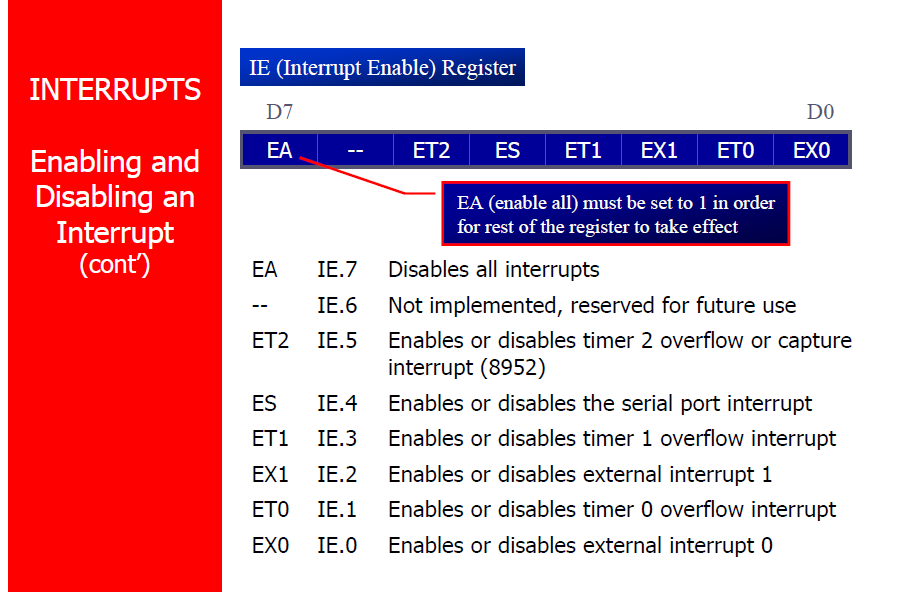 INTERRUPTS
Enabling and
Disabling an
Interrupt
(cont’)
IE (Interrupt Enable) Register
D7 D0
EA -- ET2 ES ET1 EX1 ET0 EX0
EA (enable all) must be set to 1 in order
for rest of the register to take effect
EA IE.7 Disables all interrupts
-- IE.6 Not implemented, reserved for future use
ET2 IE.5 Enables or disables timer 2 overflow or capture
interrupt (8952)
ES IE.4 Enables or disables the serial port interrupt
ET1 IE.3 Enables or disables timer 1 overflow interrupt
EX1 IE.2 Enables or disables external interrupt 1
ET0 IE.1 Enables or disables timer 0 overflow interrupt
EX0 IE.0 Enables or disables external interrupt 0